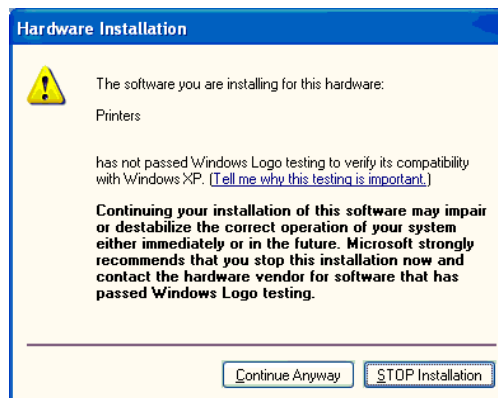 Hardware Installation
The software you are installing for this hardware:
Printers
has not passed Windows Logo testing to verify its compatibility
with Windows XP. (Tell me why this testing is important.)
Continuing your installation of this software may impair
or destabilize the correct operation of your system
either immediately or in the future. Microsoft strongly
recommends that you stop this installation now and
contact the hardware vendor for software that has
passed Windows Logo testing.
Continue Anyway STOP Installation